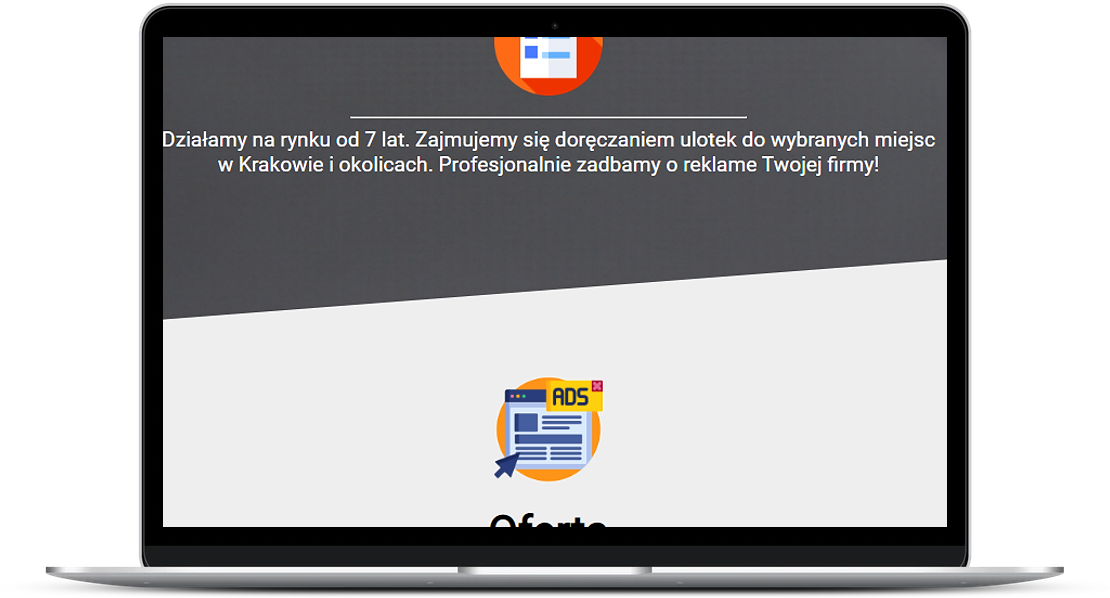 Działamy na rynku od 7 lat. Zajmujemy się doręczaniem ulotek do wybranych miejsc
w Krakowie i okolicach. Profesjonalnie zadbamy o reklame Twojej firmy!
ADS
Oferta